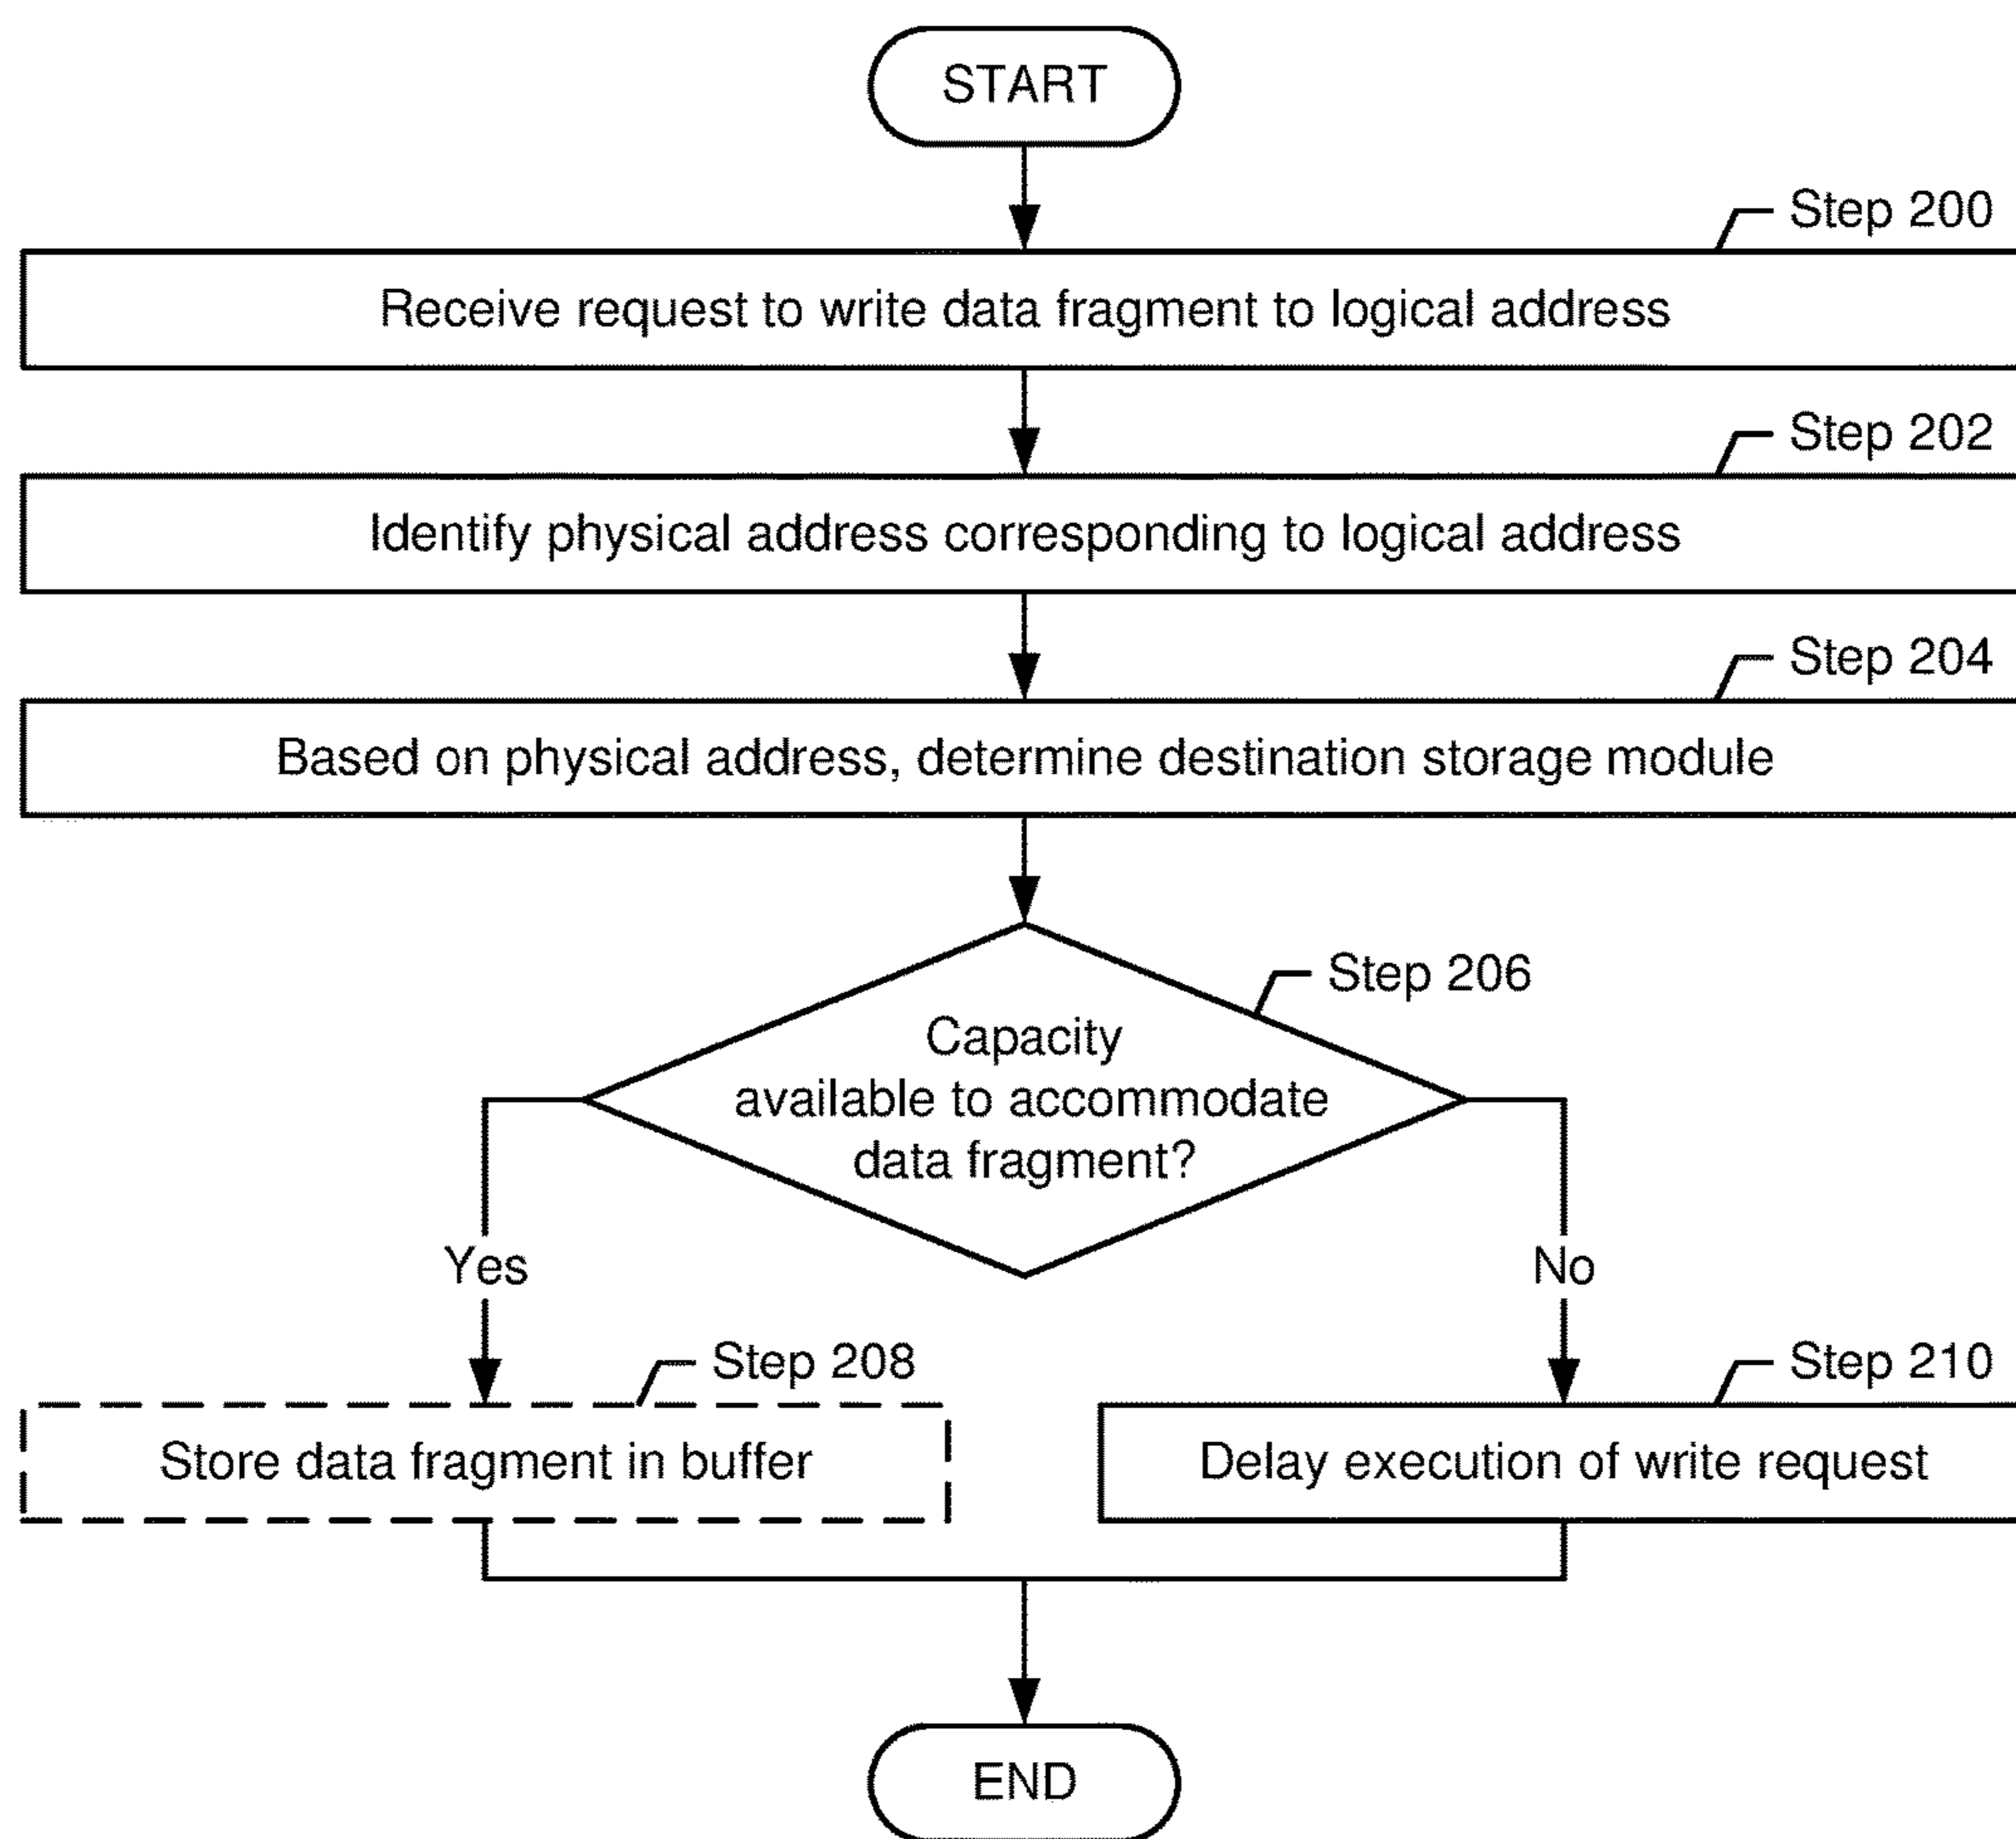 START
Step 200
Receive request to write data fragment to logical address
Step 202
Identify physical address corresponding to logical address
Step 204
Based on physical address, determine destination storage module
Step 206
Capacity
available to accommodate
data fragment?
Yes
No
Step 208
Step 210
Store data fragment in buffer
Delay execution of write request
END